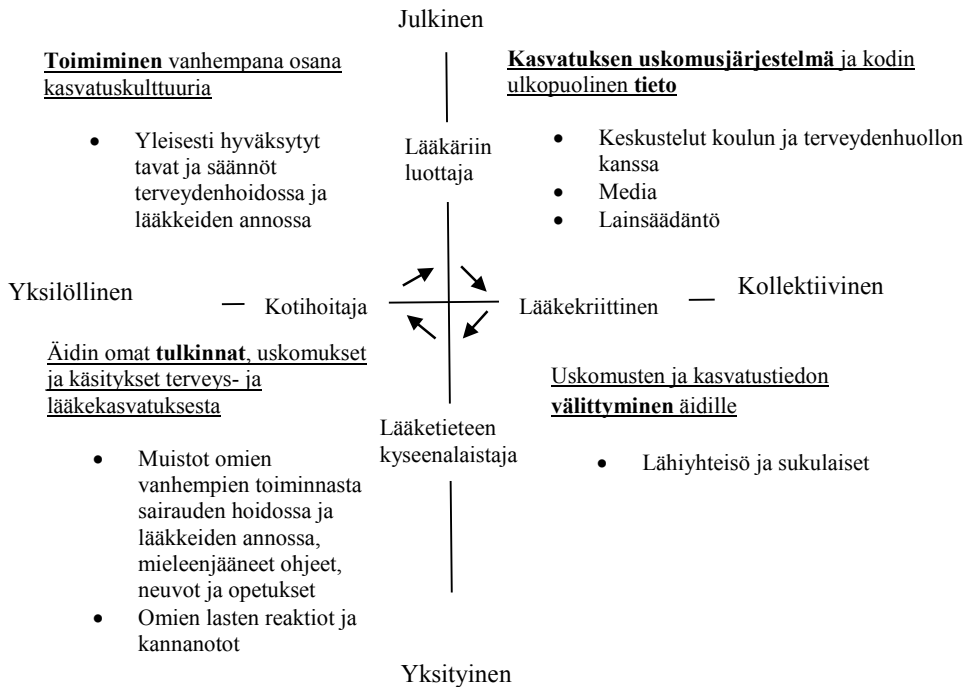 Julkinen
Toimiminen vanhempana osana
kasvatuskulttuuria
• Yleisesti hyväksytyt
tavat ja säännöt
terveydenhoidossa ja
lääkkeiden annossa
Kasvatuksen uskomusjärjestelmä ja kodin
ulkopuolinen tieto
• Keskustelut koulun ja terveydenhuollon
kanssa
• Media
• Lainsäädäntö
Lääkäriin
luottaja
Yksilöllinen
Kotihoitaja
Lääkekriittinen
Kollektiivinen
Äidin omat tulkinnat, uskomukset
ja käsitykset terveys- ja
lääkekasvatuksesta
• Muistot omien
vanhempien toiminnasta
sairauden hoidossa ja
lääkkeiden annossa,
mieleenjääneet ohjeet,
neuvot ja opetukset
• Omien lasten reaktiot ja
kannanotot
Lääketieteen
kyseenalaistaja
Uskomusten ja kasvatustiedon
välittyminen äidille
• Lähiyhteisö ja sukulaiset
Yksityinen